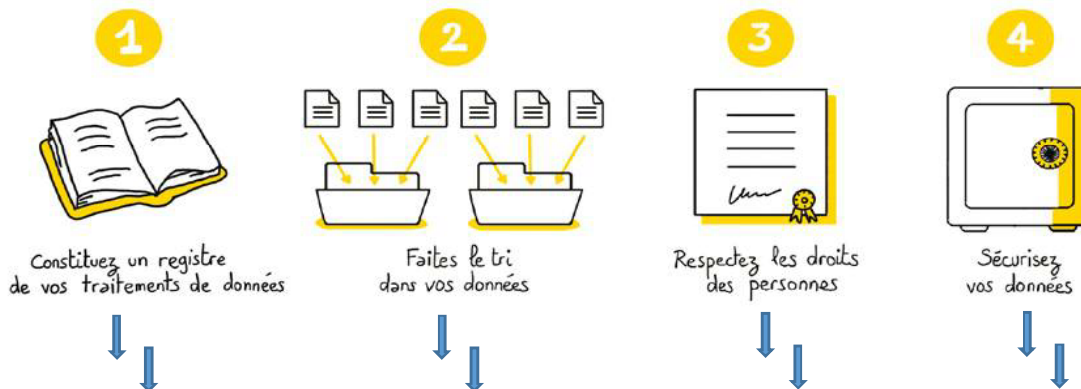 1
Constituez un registre
de vos traitements de données
2
Faites le tri
dans vos données
3
Respectez les droits
des personnes
4
Sécurisez
vos données